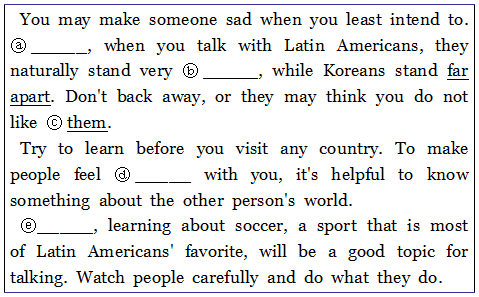 You may make someone sad when you least intend to.
ⓐ______, when you talk with Latin Americans, they
naturally stand very ⓑ______, while Koreans stand far
apart. Don't back away, or they may think you do not
like ⓒthem.
Try to learn before you visit any country. To make
people feel ⓓ______ with you, it's helpful to know
something about the other person's world.
ⓔ______, learning about soccer, a sport that is most
of Latin Americans' favorite, will be a good topic for
talking. Watch people carefully and do what they do.